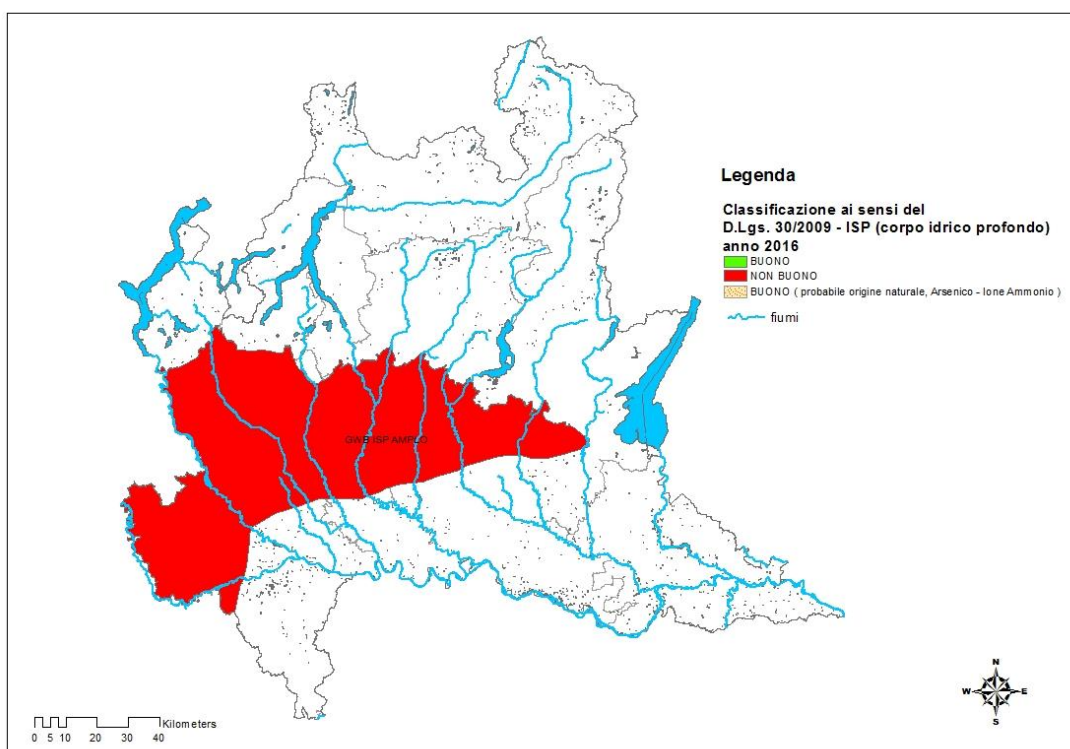 Legenda
Classificazione ai sensi del
D.Lgs. 30/2009 - ISP (corpo idrico profondo)
anno 2016
BUONO
NON BUONO
BUONO ( probabile origine naturale, Arsenico - Ione Ammonio )
fiumi
GWB ISP AMPLO
N
W E
S
0 5 10 20 30 40 Kilometers